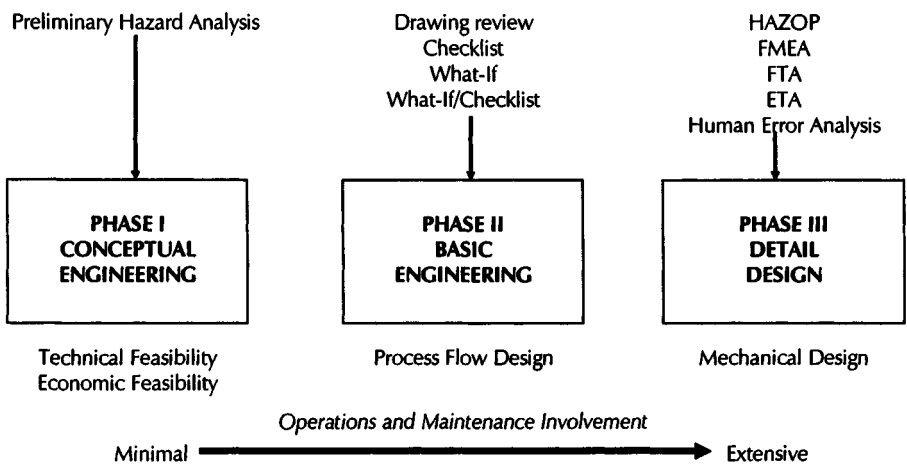 Preliminary Hazard Analysis
Drawing review
Checklist
What-If
What-If/Checklist
HAZOP
FMEA
FTA
ETA
Human Error Analysis
PHASE I
CONCEPTUAL
ENGINEERING
PHASE II
BASIC
ENGINEERING
PHASE III
DETAIL
DESIGN
Technical Feasibility
Economic Feasibility
Process Flow Design
Mechanical Design
Operations and Maintenance Involvement
Minimal
Extensive